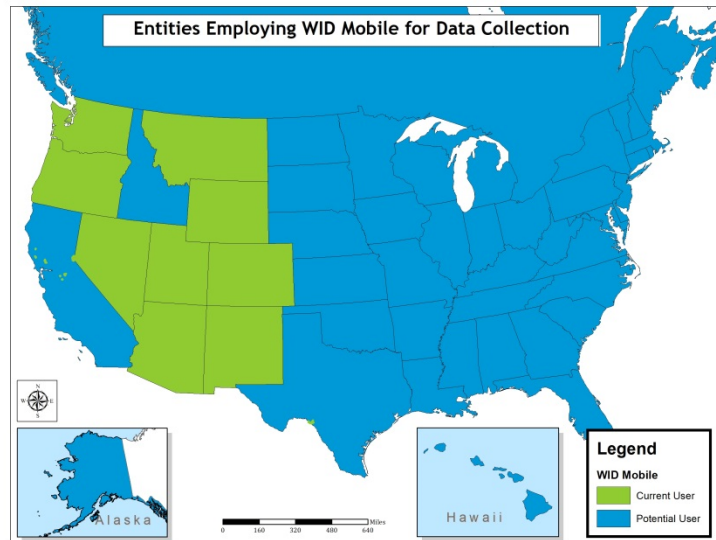 Entities Employing WID Mobile for Data Collection
N
W E
S
Alaska
0 160 320 480 640 Miles
Hawaii
Legend
WID Mobile
Current User
Potential User